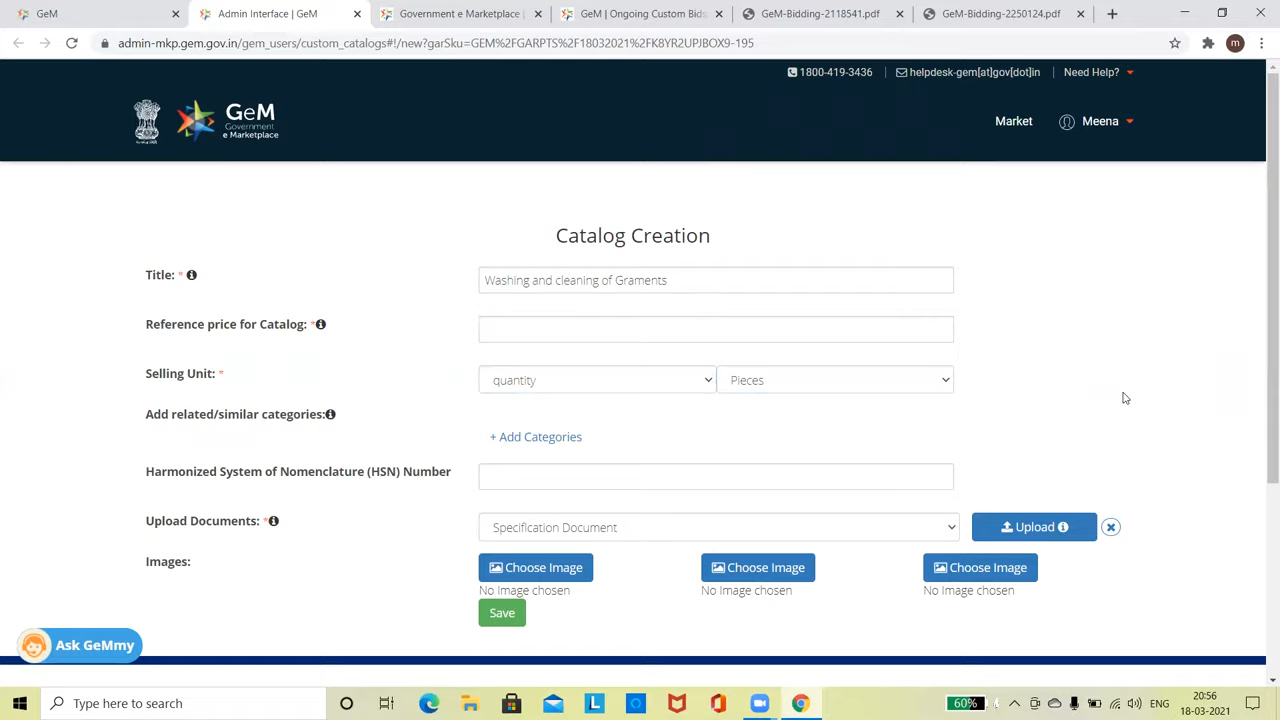 GeM
Admin Interface | GeM
Government e Marketplace |
GeM | Ongoing Custom Bids
GeM-Bidding-2118541.pdf
GeM-Bidding-2250124.pdf
admin-mkp.gem.gov.in/gem_users/custom_catalogs#!/new?garSku=GEM%2FGARPTS%2F18032021%2FK8YR2UPJBOX9-195
m
1800-419-3436
helpdesk-gem[at]gov[dot]in
Need Help?
GeM
Government
e Marketplace
Market
Meena
Catalog Creation
Title: *
Washing and cleaning of Graments
Reference price for Catalog: *
Selling Unit: *
quantity
Pieces
Add related/similar categories:
+ Add Categories
Harmonized System of Nomenclature (HSN) Number
Upload Documents: *
Specification Document
Upload
Images:
Choose Image
Choose Image
Choose Image
No Image chosen
No Image chosen
No Image chosen
Save
Ask GeMmy
Type here to search
60%
ENG
20:56
18-03-2021